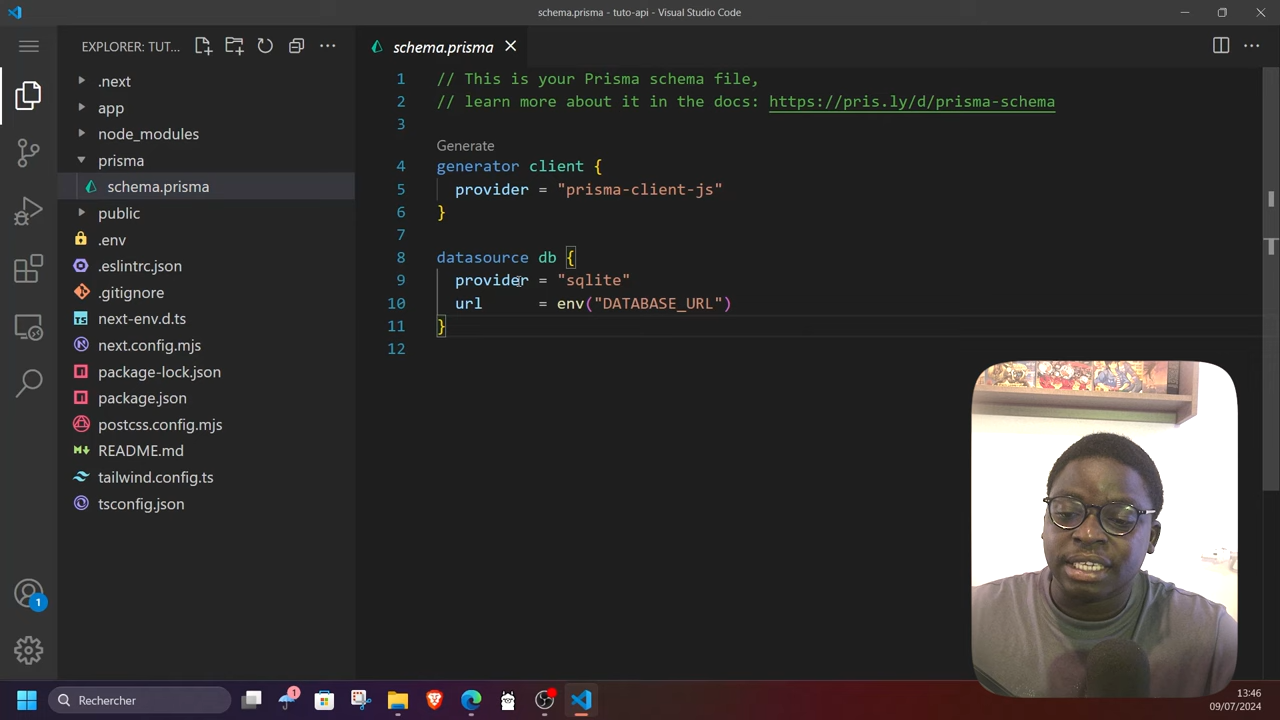 schema.prisma - tuto-api - Visual Studio Code
EXPLORER: TUT...
.next
app
node_modules
prisma
schema.prisma
public
.env
.eslintrc.json
.gitignore
next-env.d.ts
next.config.mjs
package-lock.json
package.json
postcss.config.mjs
README.md
tailwind.config.ts
tsconfig.json
schema.prisma
1 // This is your Prisma schema file,
2 // learn more about it in the docs: https://pris.ly/d/prisma-schema
3
Generate
4 generator client {
5 provider = "prisma-client-js"
6 }
7
8 datasource db {
9 provider = "sqlite"
10 url      = env("DATABASE_URL")
11 }
12
1
Rechercher
1
13:46
09/07/2024